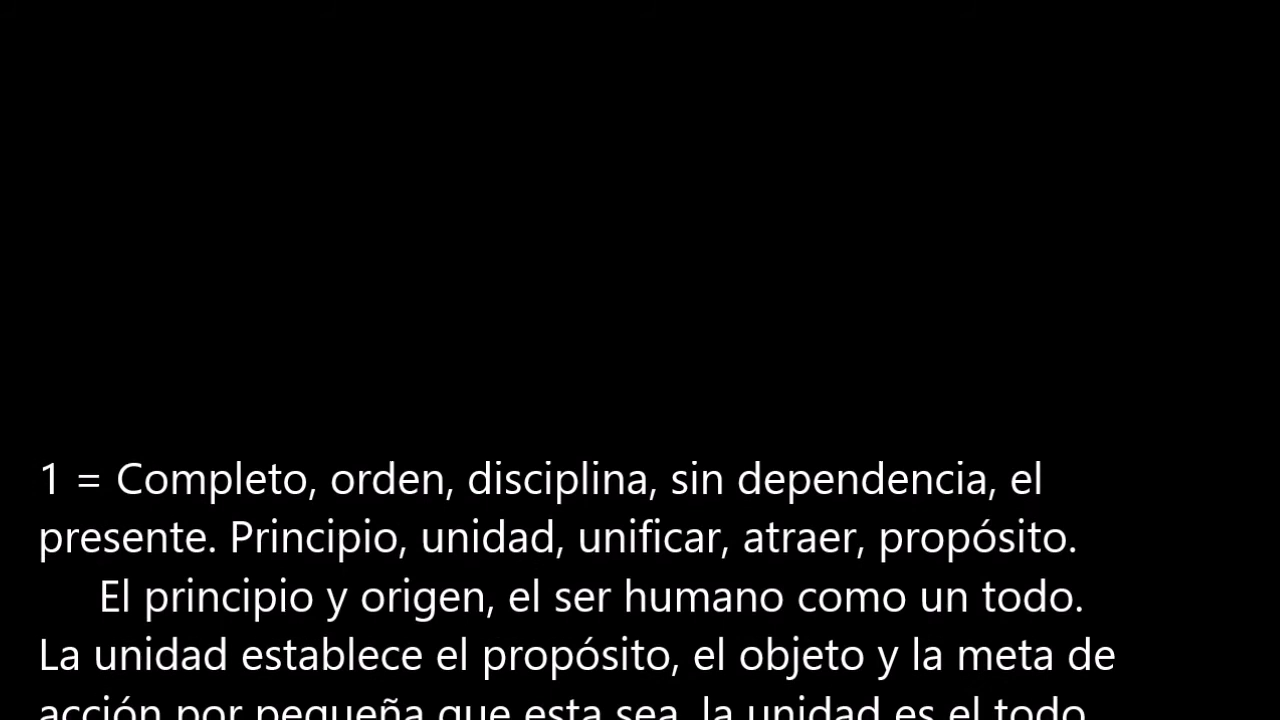 1 = Completo, orden, disciplina, sin dependencia, el
presente. Principio, unidad, unificar, atraer, propósito.
El principio y origen, el ser humano como un todo.
La unidad establece el propósito, el objeto y la meta de
acción por pequeña que esta sea, la unidad es el todo